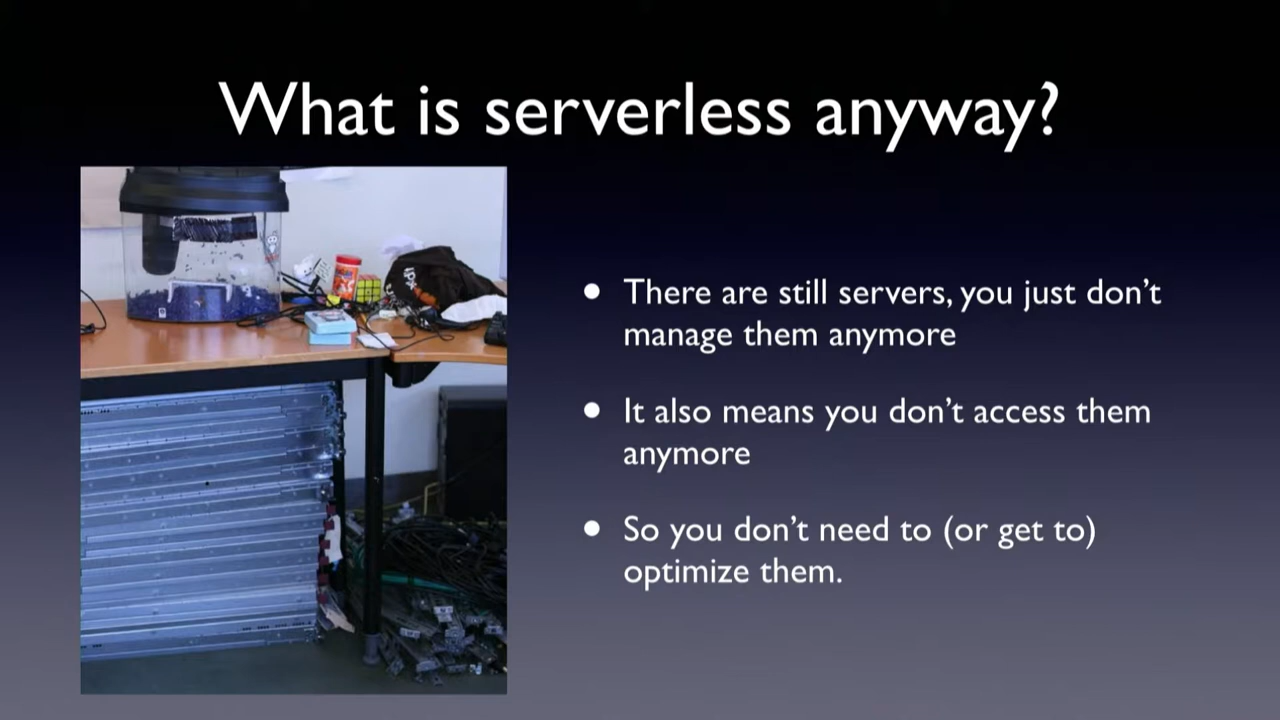 What is serverless anyway?
There are still servers, you just don’t
manage them anymore
It also means you don’t access them
anymore
So you don’t need to (or get to)
optimize them.